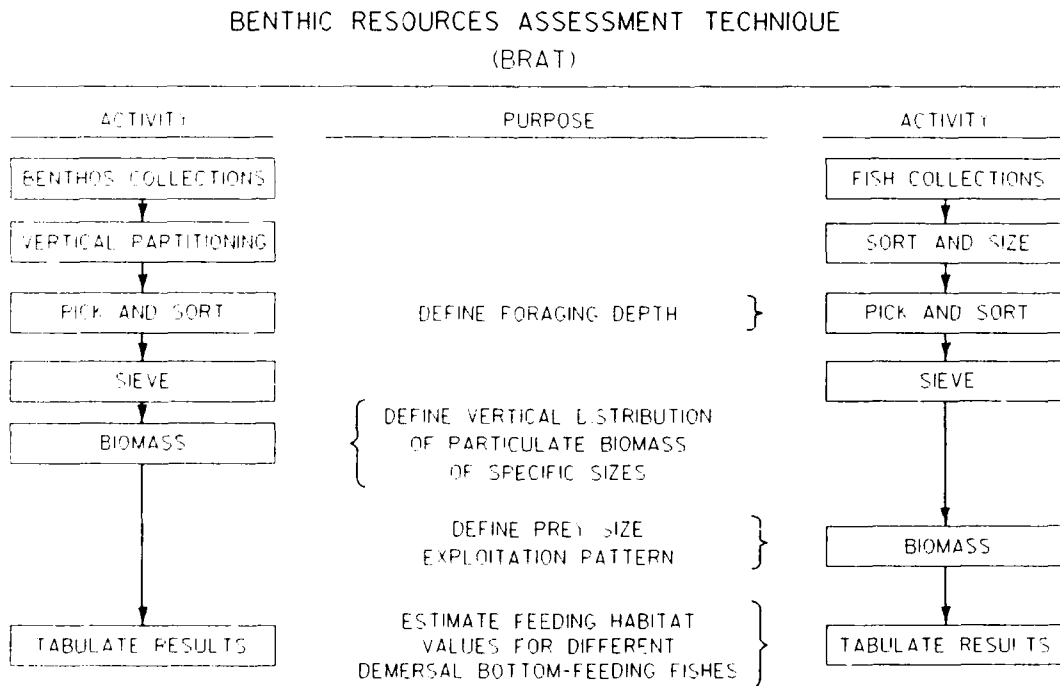 BENTHIC RESOURCES ASSESSMENT TECHNIQUE
(BRAT)
ACTIVITY PURPOSE ACTIVITY
BENTHOS COLLECTIONS
FISH COLLECTIONS
VERTICAL PARTITIONING
SORT AND SIZE
PICK AND SORT
DEFINE FORAGING DEPTH
PICK AND SORT
SIEVE
SIEVE
BIOMASS
DEFINE VERTICAL DISTRIBUTION
OF PARTICULATE BIOMASS
OF SPECIFIC SIZES
DEFINE PREY SIZE
EXPLOITATION PATTERN
BIOMASS
TABULATE RESULTS
ESTIMATE FEEDING HABITAT
VALUES FOR DIFFERENT
DEMERSAL BOTTOM-FEEDING FISHES
TABULATE RESULTS